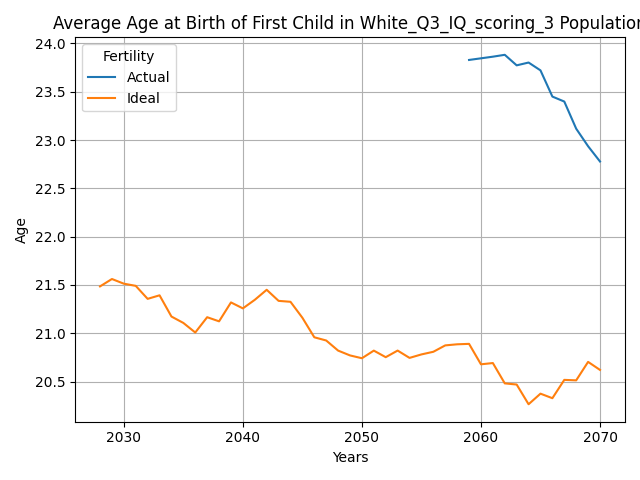 Average Age at Birth of First Child in White_Q3_IQ_scoring_3 Population
Fertility
Actual
Ideal
24.0
23.5
23.0
22.5
22.0
21.5
21.0
20.5
Age
2030 2040 2050 2060 2070
Years